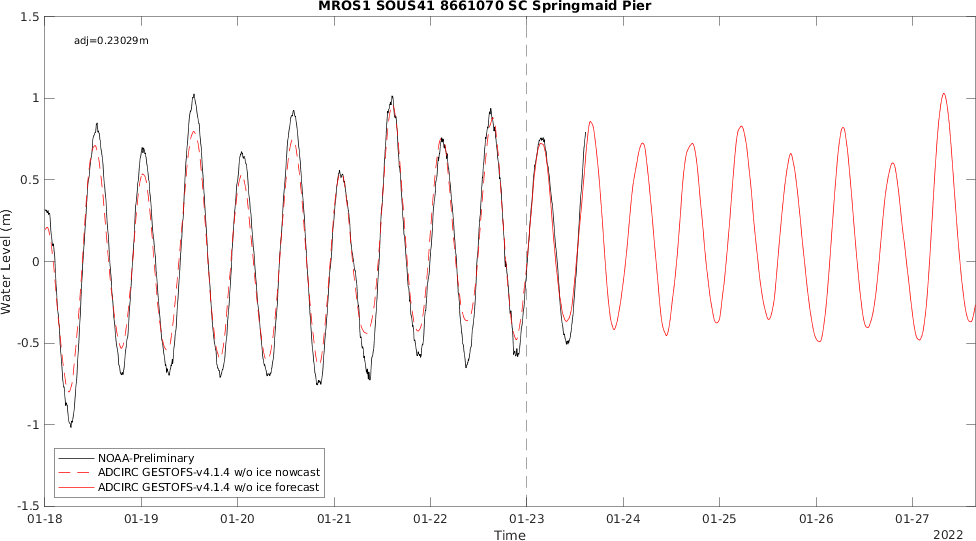 MROS1 SOUS41 8661070 SC Springmaid Pier
adj=0.23029m
1.5
1
0.5
0
-0.5
-1
-1.5
Water Level (m)
NOAA-Preliminary
ADCIRC GESTOFS-v4.1.4 w/o ice nowcast
ADCIRC GESTOFS-v4.1.4 w/o ice forecast
01-18 01-19 01-20 01-21 01-22 01-23 01-24 01-25 01-26 01-27
Time
2022